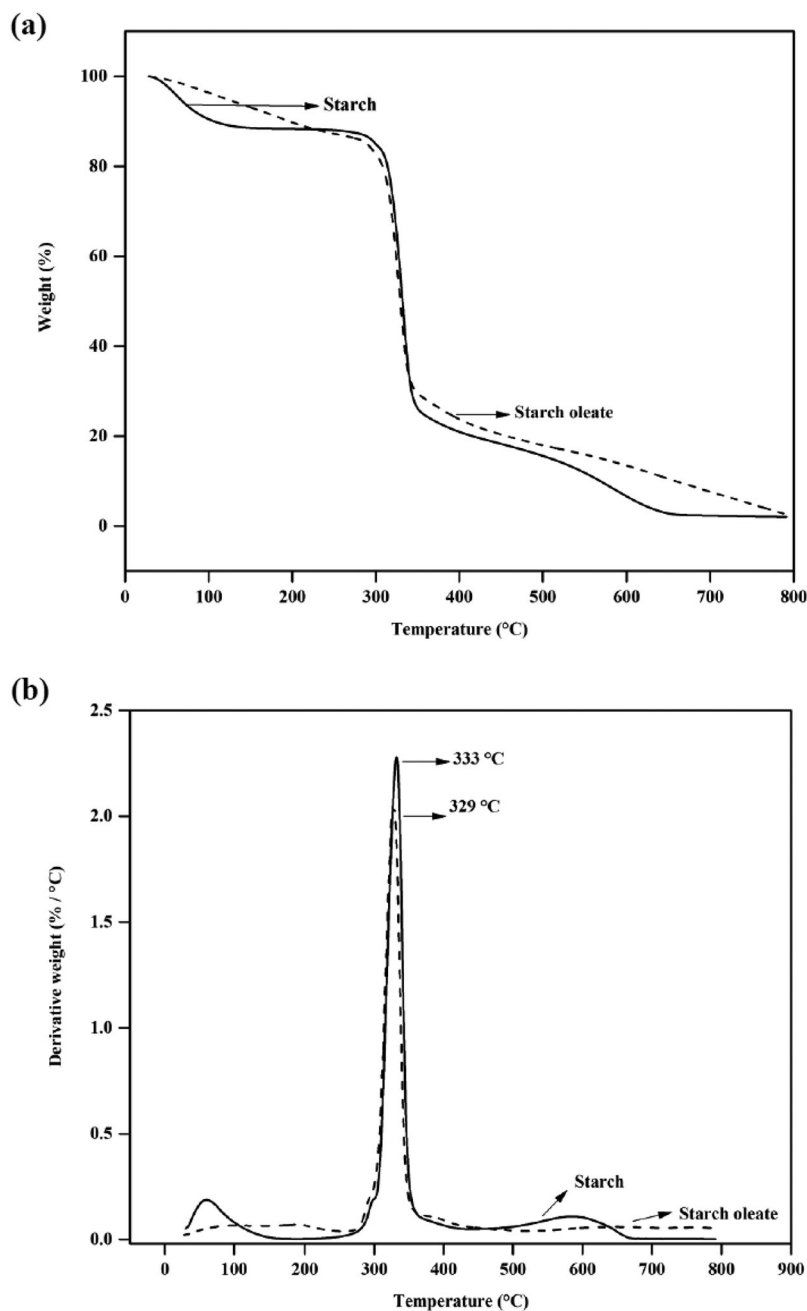 (a)
100
80
60
40
20
0
Weight (%)
Starch
Starch oleate
0 100 200 300 400 500 600 700 800
Temperature (°C)
(b)
2.5
2.0
1.5
1.0
0.5
0.0
Derivative weight (% / °C)
333 °C
329 °C
Starch
Starch oleate
0 100 200 300 400 500 600 700 800 900
Temperature (°C)